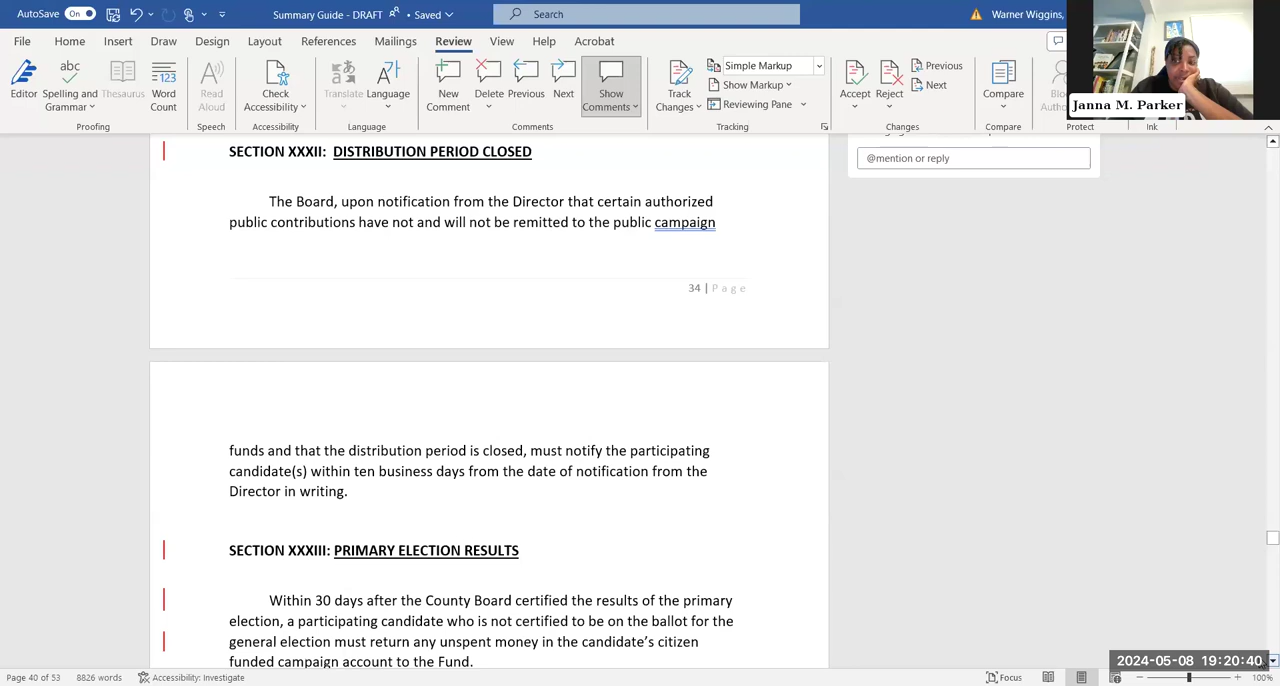 AutoSave On Summary Guide - DRAFT • Saved Search Warner Wiggins,
File Home Insert Draw Design Layout References Mailings Review View Help Acrobat
Editor
Spelling and Grammar
Thesaurus
Word Count
Read Aloud
Check Accessibility
Translate
Language
New Comment
Delete
Previous
Next
Show Comments
Track Changes
Simple Markup
Show Markup
Reviewing Pane
Accept
Reject
Previous
Next
Compare
Janna M. Parker
Proofing Speech Accessibility Language Comments Tracking Changes Compare Protect Ink
SECTION XXXII: DISTRIBUTION PERIOD CLOSED
@mention or reply
The Board, upon notification from the Director that certain authorized
public contributions have not and will not be remitted to the public campaign
34 | Page
funds and that the distribution period is closed, must notify the participating
candidate(s) within ten business days from the date of notification from the
Director in writing.
SECTION XXXIII: PRIMARY ELECTION RESULTS
Within 30 days after the County Board certified the results of the primary
election, a participating candidate who is not certified to be on the ballot for the
general election must return any unspent money in the candidate’s citizen
funded campaign account to the Fund.
2024-05-08 19:20:40
Page 40 of 53 8826 words Accessibility: Investigate Focus 100%